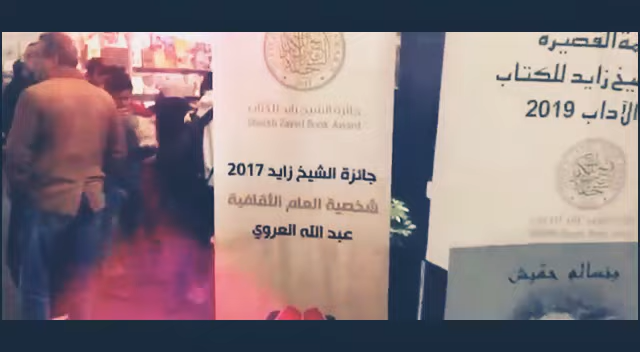 جائزة الشيخ زايد للكتاب
Sheikh Zayed Book Award
جائزة الشيخ زايد 2017
شخصية العام الثقافية
عبد الله العروي
القصيرة
يخ زايد للكتاب
الآداب 2019
بنسالم حميش